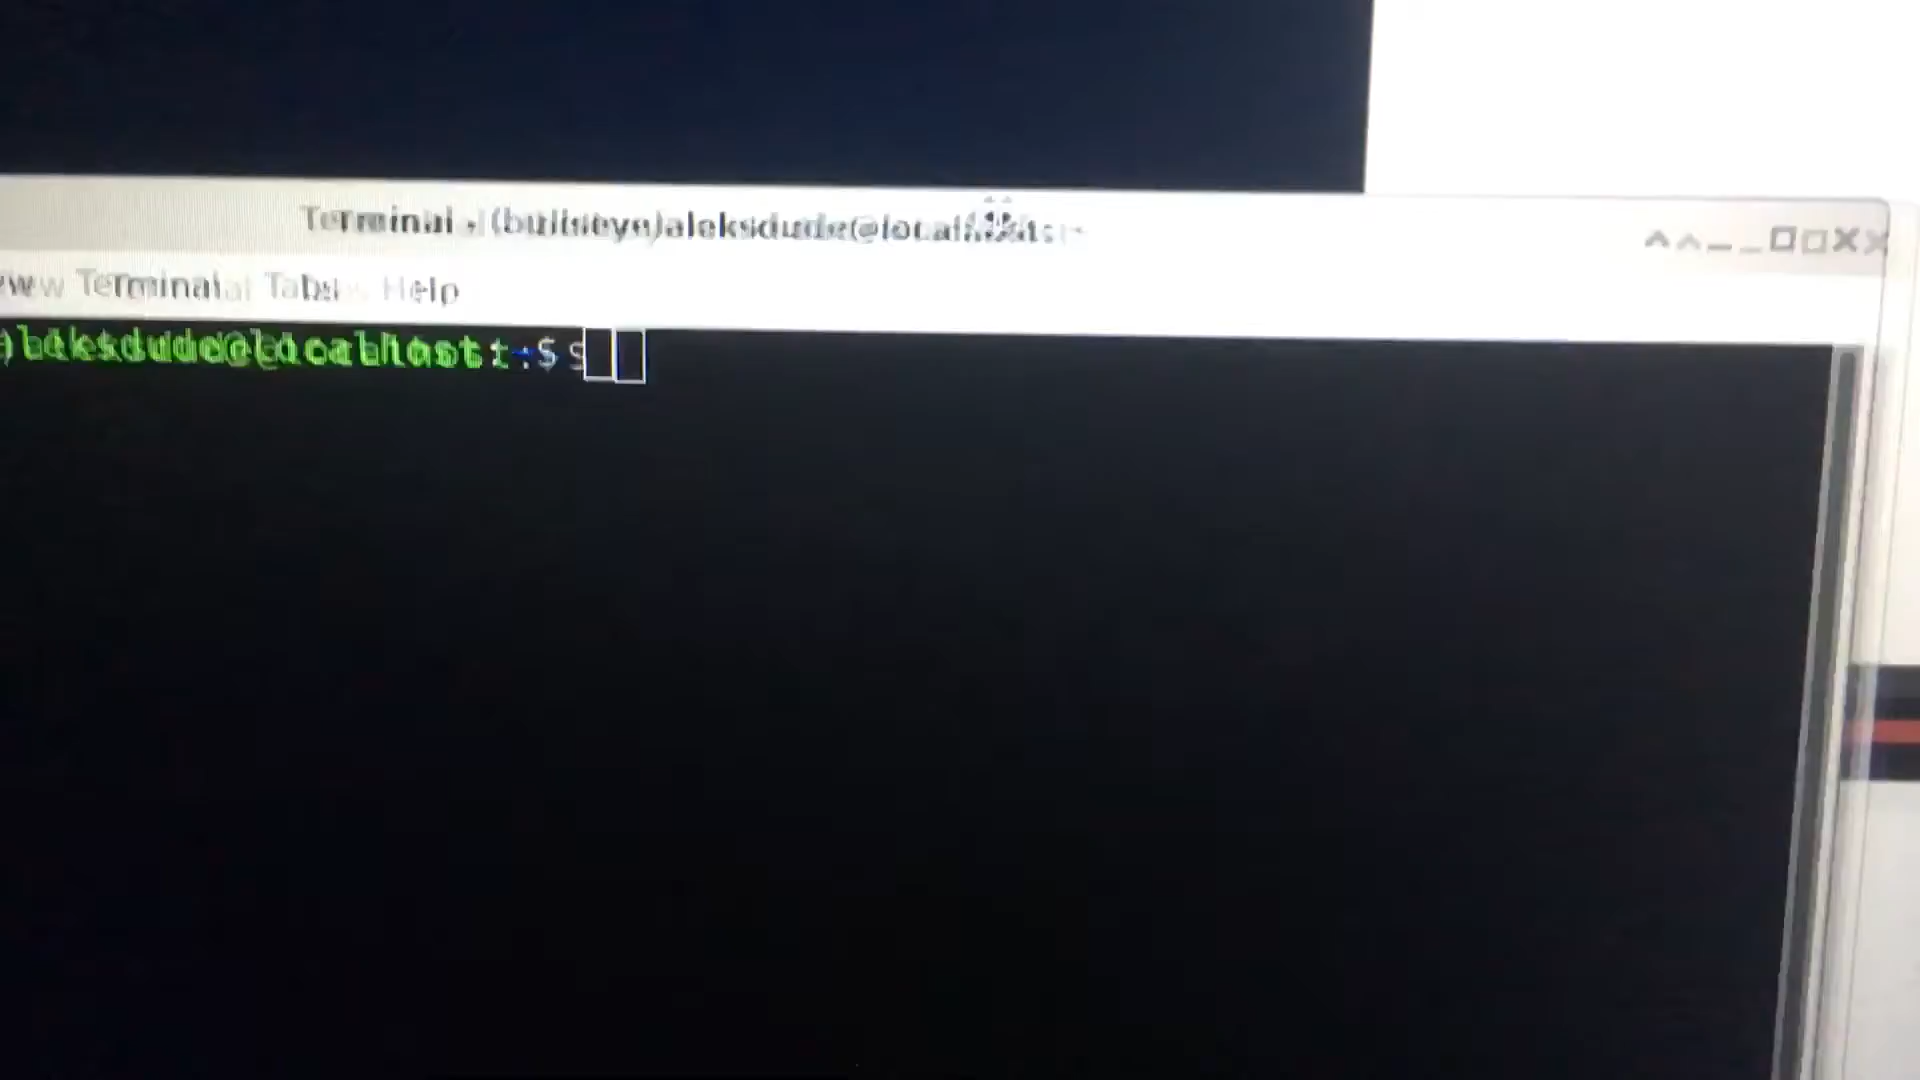 Terminal - (bullseye)aleksdude@localhost:
Terminal Tabs Help
)aleksdude@localhost:~$ s